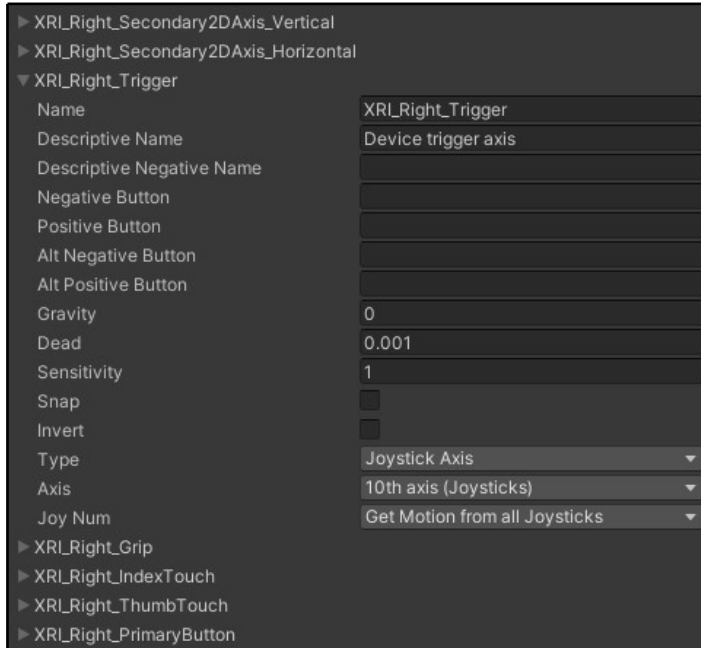 XRI_Right_Secondary2DAxis_Vertical
XRI_Right_Secondary2DAxis_Horizontal
XRI_Right_Trigger
Name XRI_Right_Trigger
Descriptive Name Device trigger axis
Descriptive Negative Name
Negative Button
Positive Button
Alt Negative Button
Alt Positive Button
Gravity 0
Dead 0.001
Sensitivity 1
Snap
Invert
Type Joystick Axis
Axis 10th axis (Joysticks)
Joy Num Get Motion from all Joysticks
XRI_Right_Grip
XRI_Right_IndexTouch
XRI_Right_ThumbTouch
XRI_Right_PrimaryButton